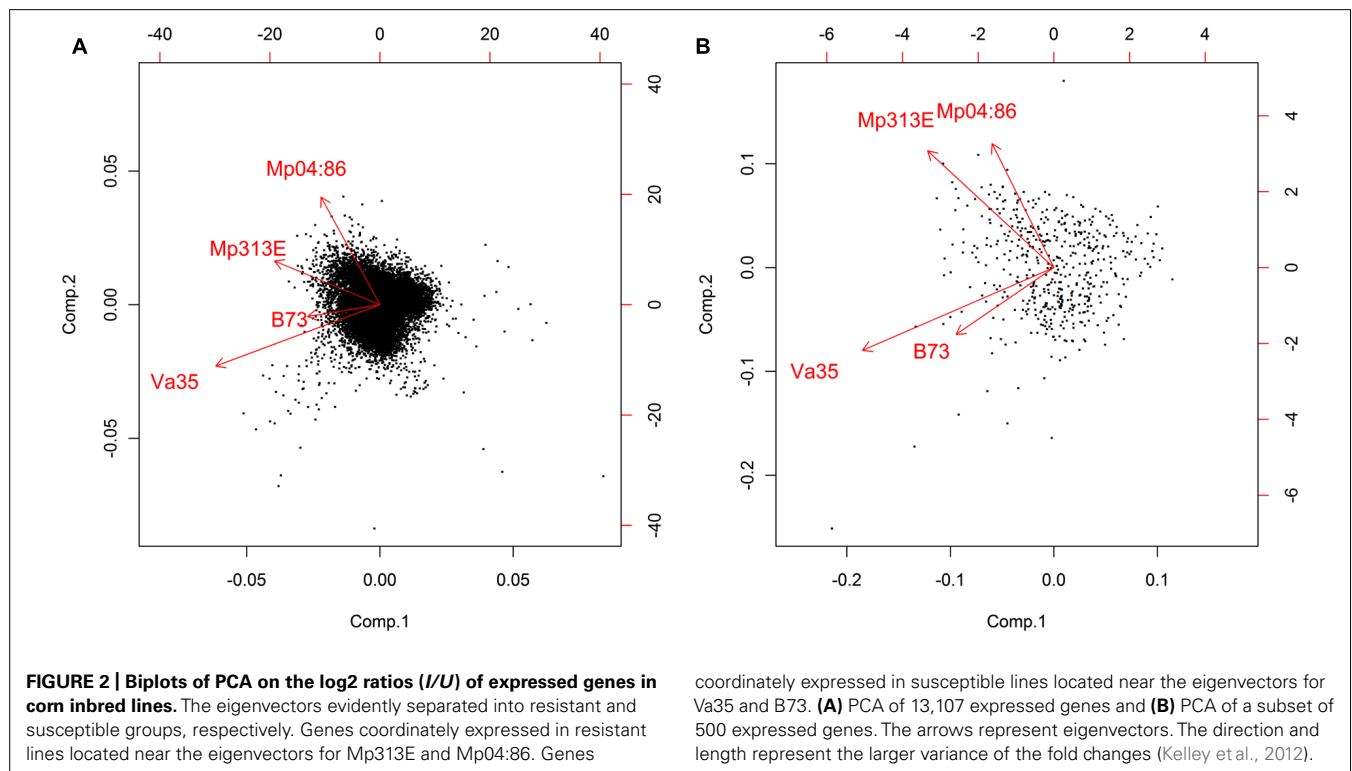 A
-40 -20 0 20 40
40
20
0
-20
-40
0.05
0.00
-0.05
Comp.2
Mp04:86
Mp313E
B73
Va35
-0.05 0.00 0.05
Comp.1
B
-6 -4 -2 0 2 4
4
2
0
-2
-4
-6
0.1
0.0
-0.1
-0.2
Comp.2
Mp313E Mp04:86
B73
Va35
-0.2 -0.1 0.0 0.1
Comp.1
FIGURE 2 | Biplots of PCA on the log2 ratios (I/U) of expressed genes in
corn inbred lines. The eigenvectors evidently separated into resistant and
susceptible groups, respectively. Genes coordinately expressed in resistant
lines located near the eigenvectors for Mp313E and Mp04:86. Genes
coordinately expressed in susceptible lines located near the eigenvectors for
Va35 and B73. (A) PCA of 13,107 expressed genes and (B) PCA of a subset of
500 expressed genes. The arrows represent eigenvectors. The direction and
length represent the larger variance of the fold changes (Kelley et al., 2012).